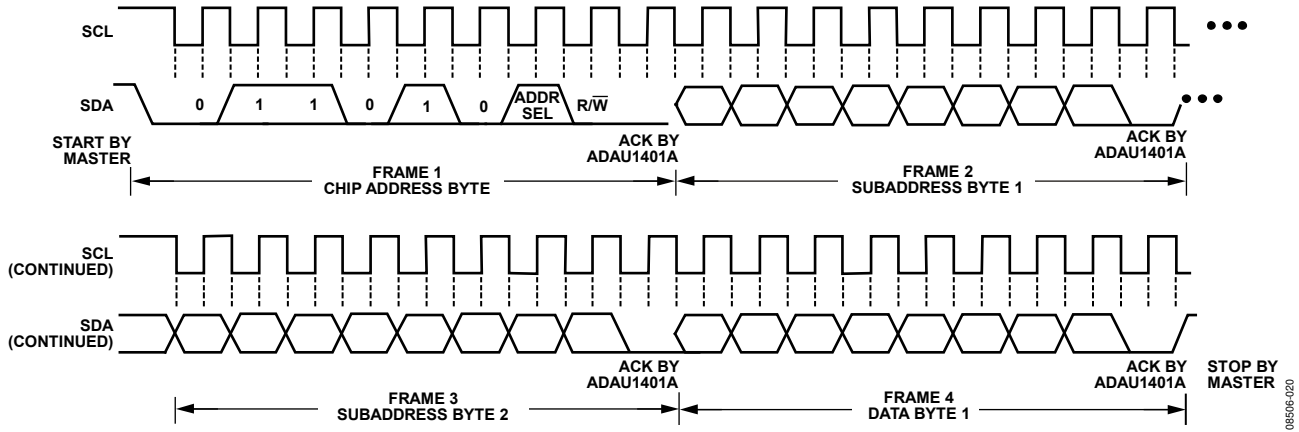 SCL
SDA
0 1 1 0 1 0 ADDR SEL R/W̅
START BY
MASTER
ACK BY
ADAU1401A
ACK BY
ADAU1401A
FRAME 1
CHIP ADDRESS BYTE
FRAME 2
SUBADDRESS BYTE 1
SCL
(CONTINUED)
SDA
(CONTINUED)
ACK BY
ADAU1401A
ACK BY
ADAU1401A
STOP BY
MASTER
FRAME 3
SUBADDRESS BYTE 2
FRAME 4
DATA BYTE 1
08506-020